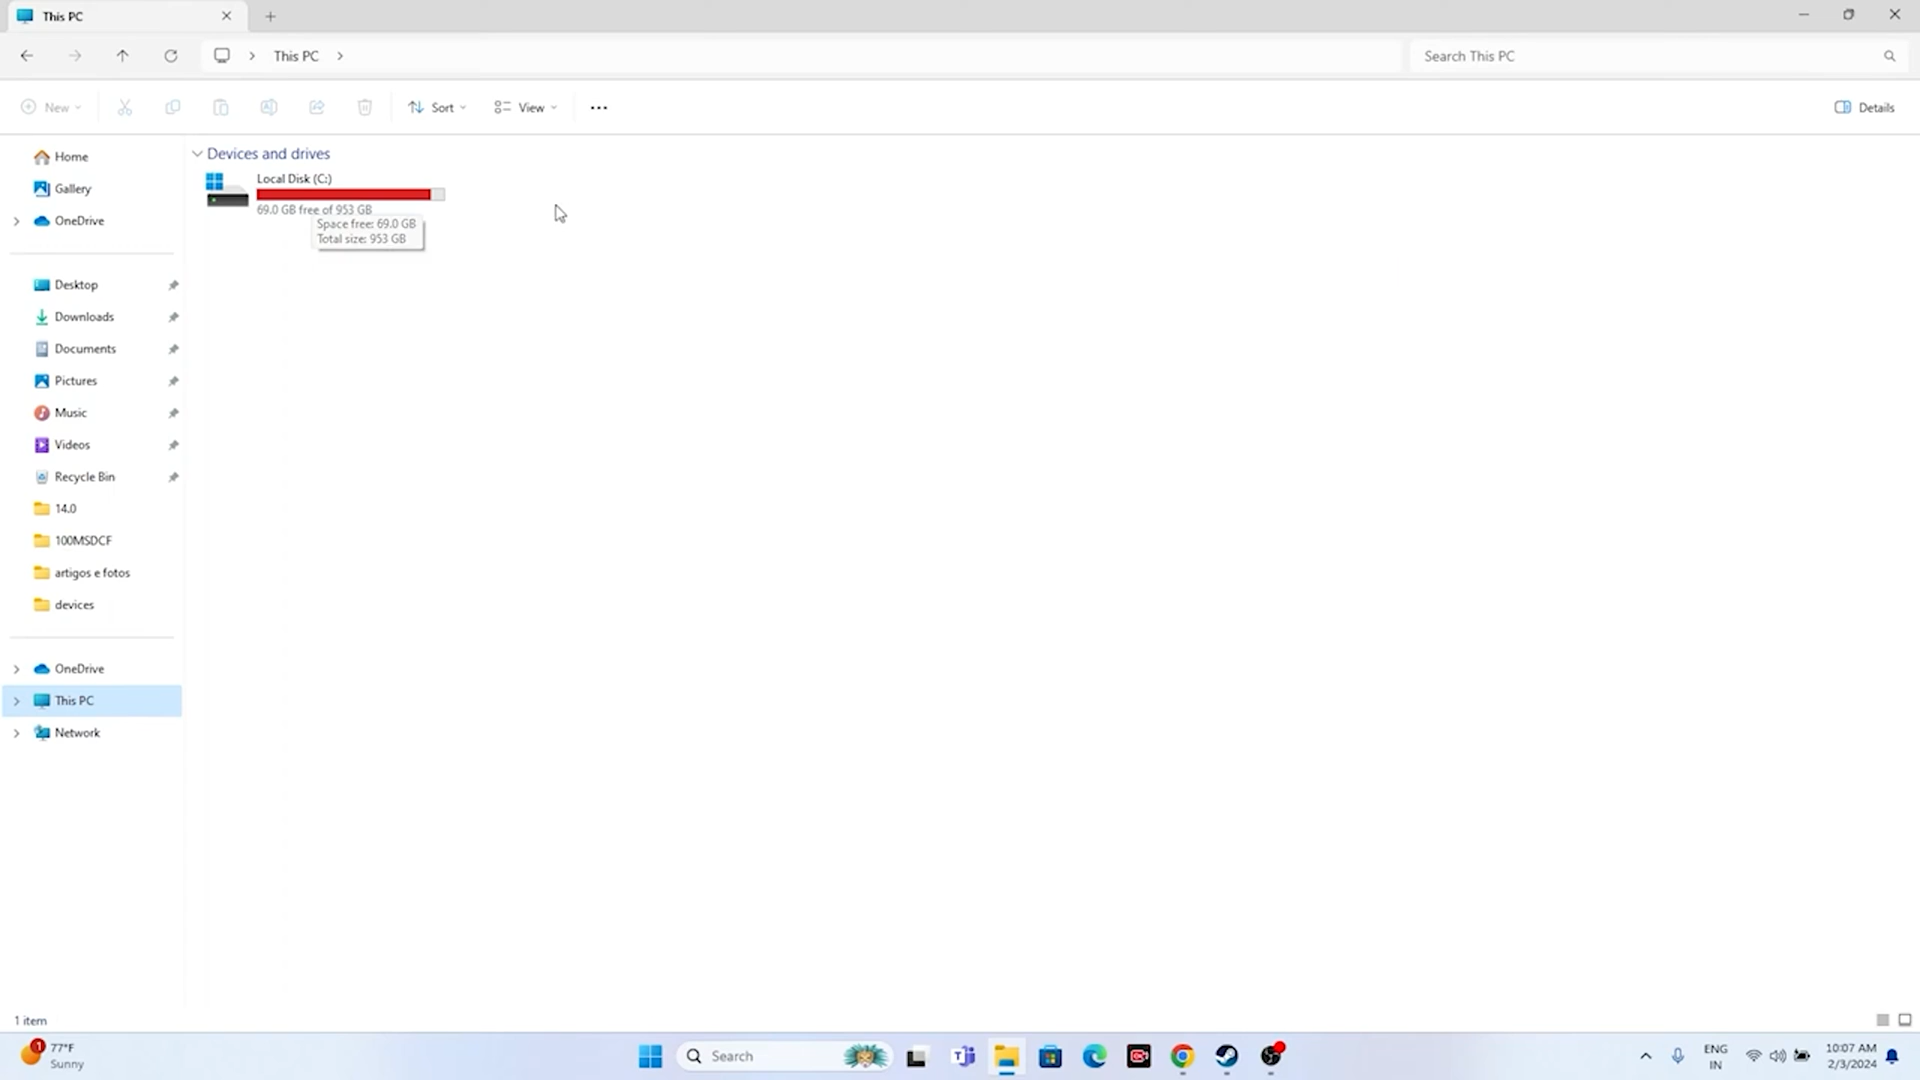 This PC
This PC
Search This PC
New
Sort
View
Details
Home
Gallery
OneDrive
Desktop
Downloads
Documents
Pictures
Music
Videos
Recycle Bin
14.0
100MSDCF
artigos e fotos
devices
OneDrive
This PC
Network
Devices and drives
Local Disk (C:)
69.0 GB free of 953 GB
Space free: 69.0 GB
Total size: 953 GB
1 item
1
77°F
Sunny
Search
ENG
IN
10:07 AM
2/3/2024